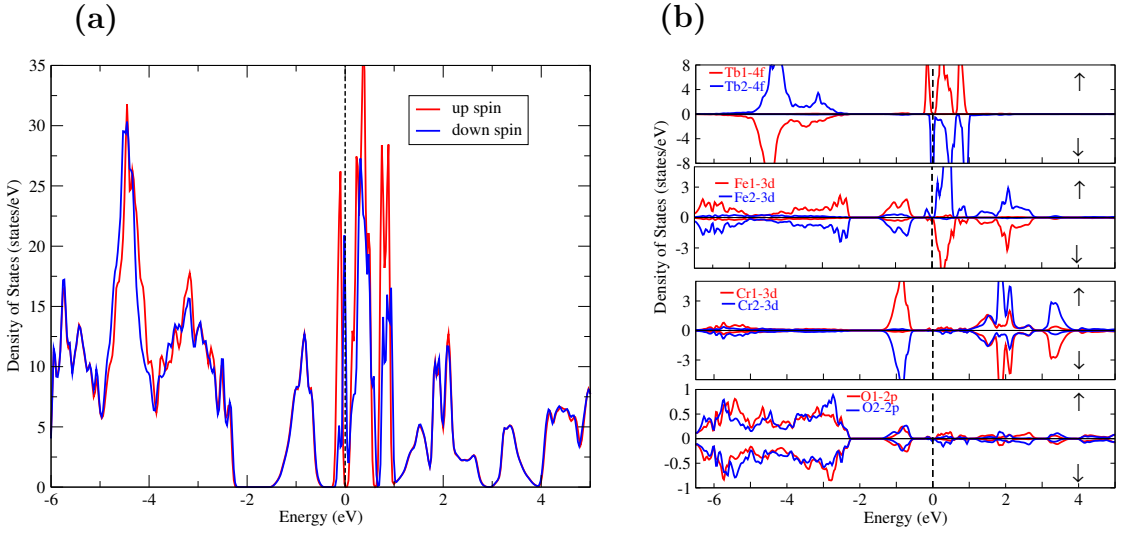 (a)
35
30
25
20
15
10
5
0
Density of States (states/eV)
up spin
down spin
-6
-4
-2
0
2
4
Energy (eV)
(b)
Density of States (states/eV)
8
4
0
-4
-8
Tb1-4f
Tb2-4f
↑
↓
3
0
-3
Fe1-3d
Fe2-3d
↑
↓
3
0
-3
Cr1-3d
Cr2-3d
↑
↓
1
0.5
0
-0.5
-1
O1-2p
O2-2p
↑
↓
-6
-4
-2
0
2
4
Energy (eV)